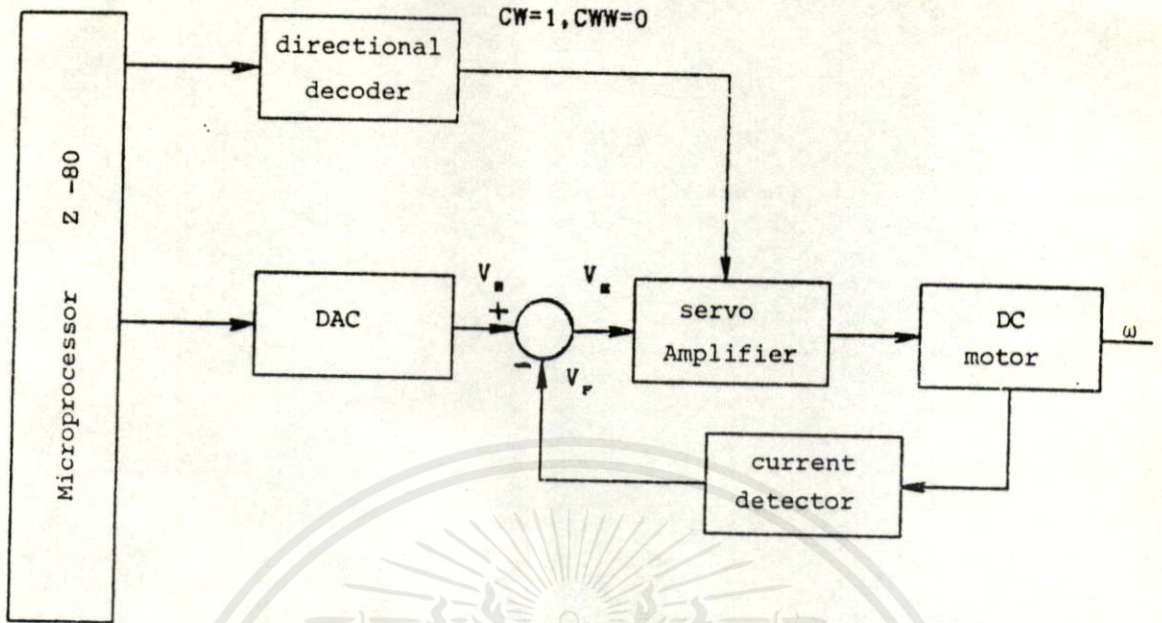 CW=1,CWW=0
directional
decoder
Microprocessor Z -80
DAC
+
−
servo
Amplifier
DC
motor
ω
current
detector